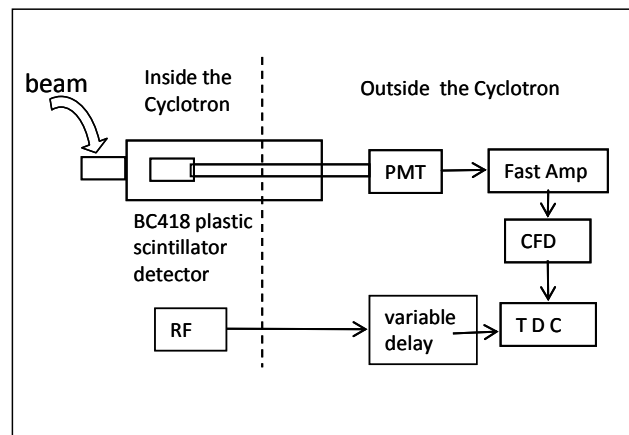 beam
Inside the
Cyclotron
Outside  the Cyclotron
PMT
Fast Amp
BC418 plastic
scintillator
detector
CFD
RF
variable
delay
T D C